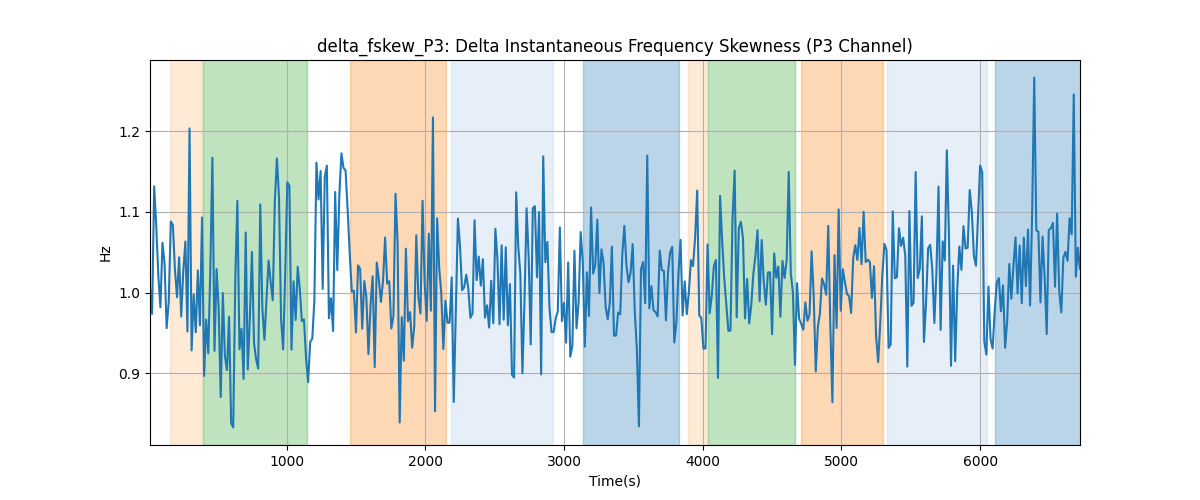 delta_fskew_P3: Delta Instantaneous Frequency Skewness (P3 Channel)
Hz
1.2
1.1
1.0
0.9
1000 2000 3000 4000 5000 6000
Time(s)